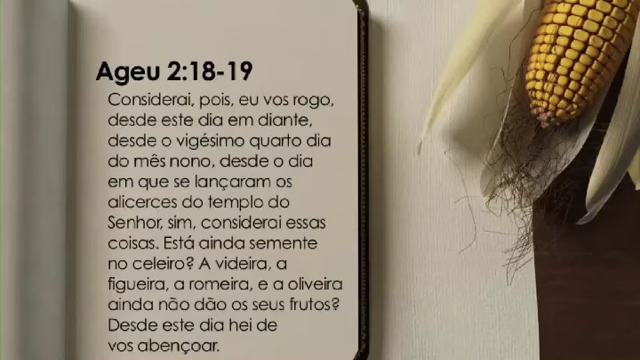 Ageu 2:18-19
Considerai, pois, eu vos rogo,
desde este dia em diante,
desde o vigésimo quarto dia
do mês nono, desde o dia
em que se lançaram os
alicerces do templo do
Senhor, sim, considerai essas
coisas. Está ainda semente
no celeiro? A videira, a
figueira, a romeira, e a oliveira
ainda não dão os seus frutos?
Desde este dia hei de
vos abençoar.